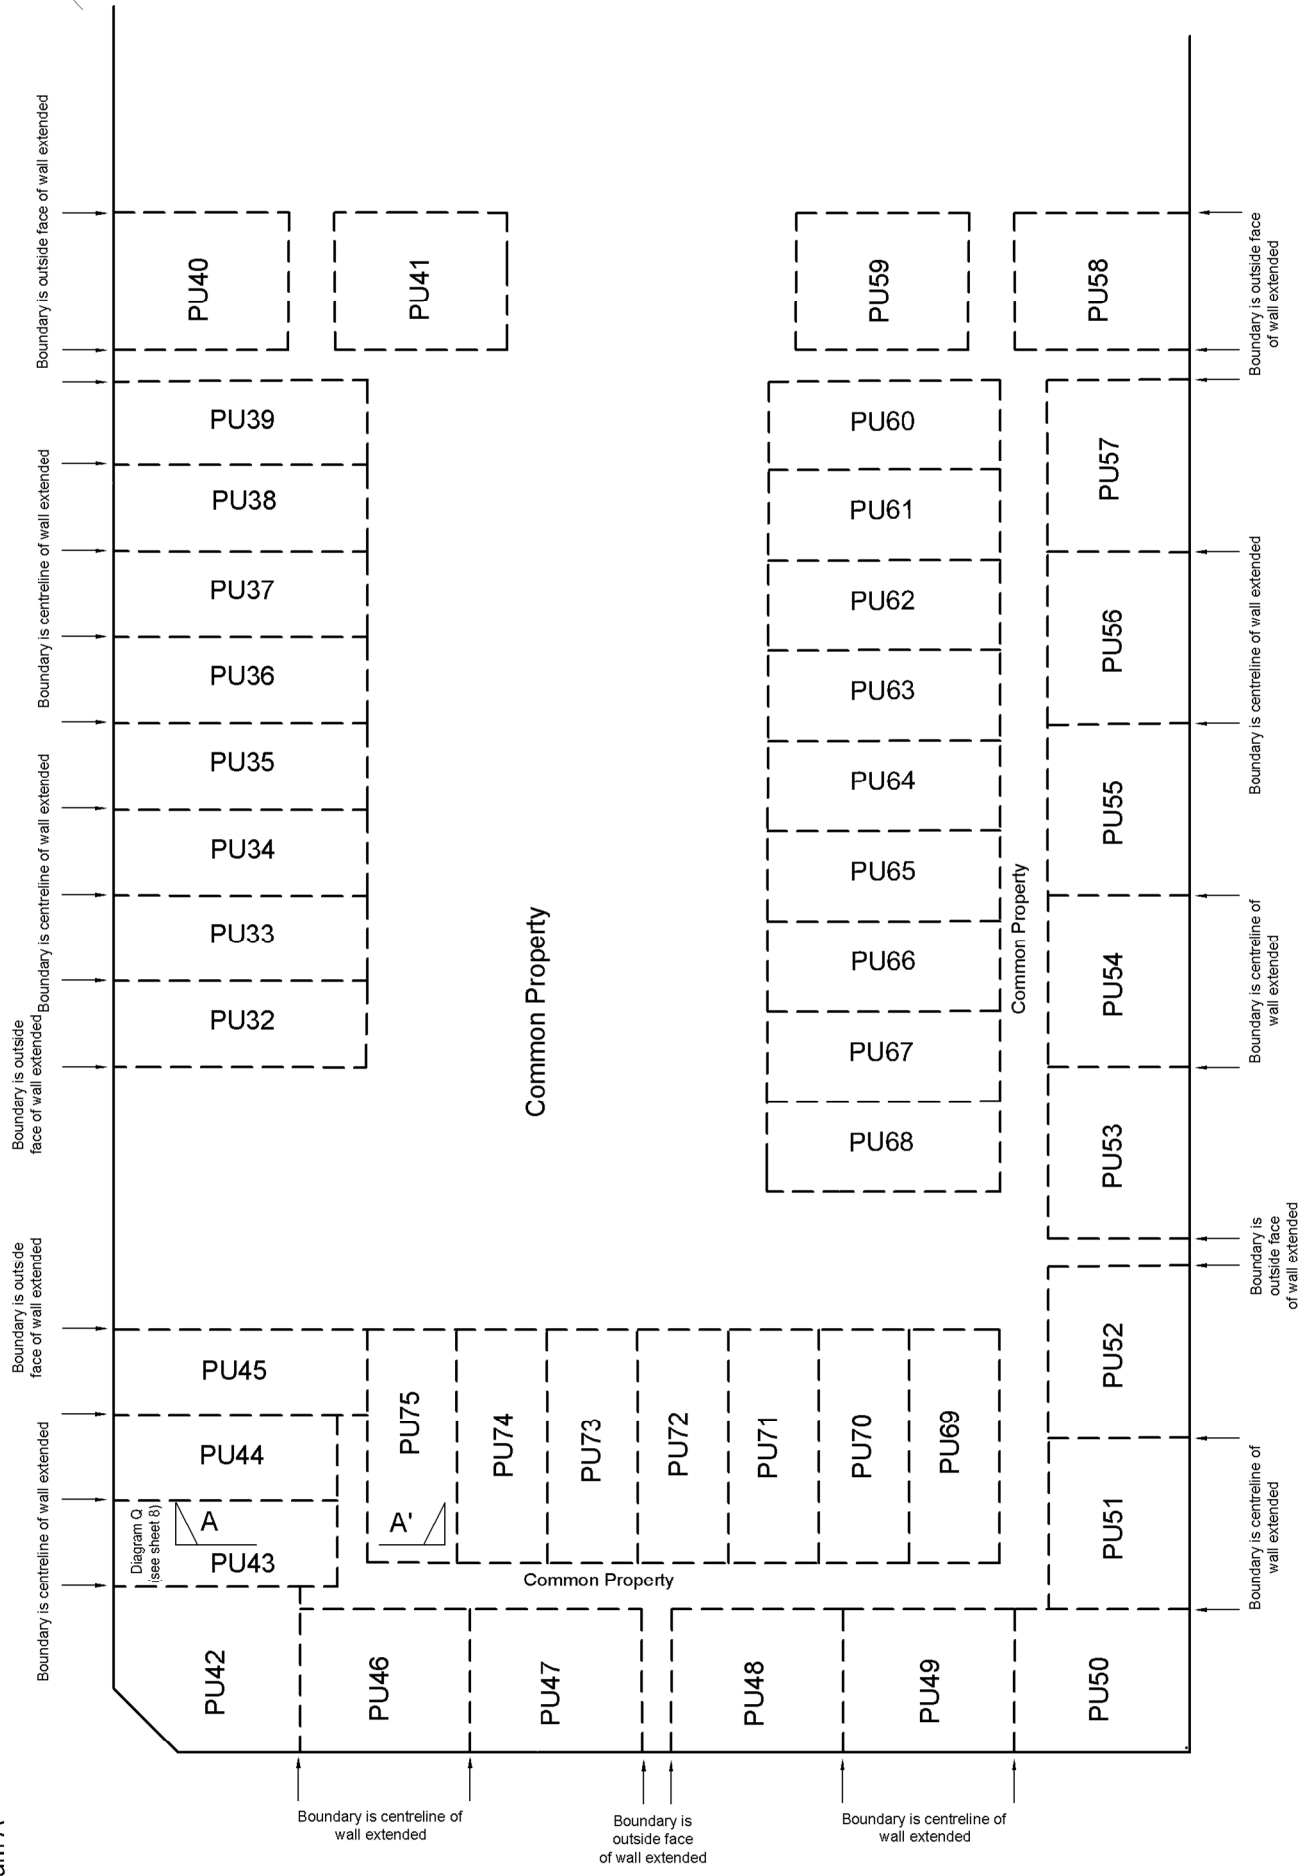 Boundary is outside face of wall extended
Boundary is centreline of wall extended
Boundary is centreline of wall extended
Boundary is outside
face of wall extended
Boundary is outside
face of wall extended
Boundary is centreline of wall extended
PU40
PU41
PU59
PU58
PU39
PU38
PU37
PU36
PU35
PU34
PU33
PU32
PU60
PU61
PU62
PU63
PU64
PU65
PU66
PU67
PU68
PU57
PU56
PU55
PU54
PU53
PU52
PU51
Common Property
Common Property
PU45
PU44
A
PU43
Diagram Q
(see sheet 8)
PU75
A'
PU74
PU73
PU72
PU71
PU70
PU69
Common Property
PU42
PU46
PU47
PU48
PU49
PU50
Boundary is outside face
of wall extended
Boundary is centreline of wall extended
Boundary is centreline of
wall extended
Boundary is
outside face
of wall extended
Boundary is centreline of
wall extended
Boundary is centreline of
wall extended
Boundary is
outside face
of wall extended
Boundary is centreline of
wall extended